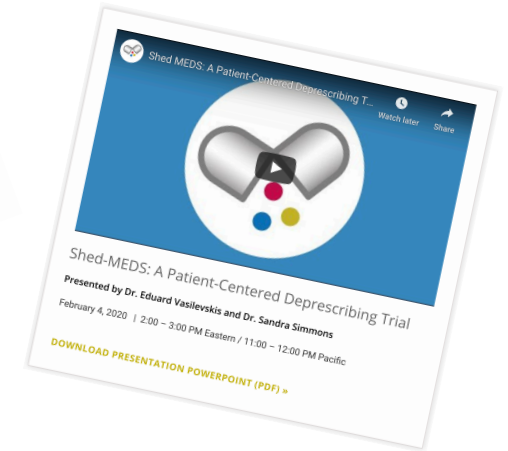 Shed MEDS: A Patient-Centered Deprescribing T...
Watch later
Share
Shed-MEDS: A Patient-Centered Deprescribing Trial
Presented by Dr. Eduard Vasilevskis and Dr. Sandra Simmons
February 4, 2020 | 2:00 – 3:00 PM Eastern / 11:00 – 12:00 PM Pacific
DOWNLOAD PRESENTATION POWERPOINT (PDF) »